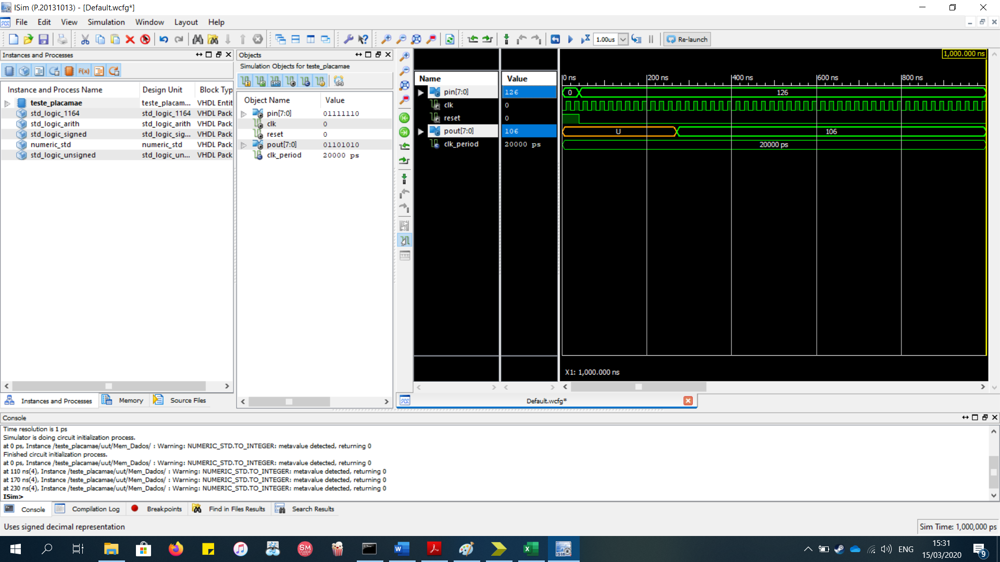 ISim (P.20131013) - [Default.wcfg*]
File Edit View Simulation Window Layout Help
1.00us Re-launch
Instances and Processes
Instance and Process Name Design Unit Block Typ
teste_placamae teste_placam... VHDL Entit
std_logic_1164 std_logic_1164 VHDL Pack
std_logic_arith std_logic_arith VHDL Pack
std_logic_signed std_logic_sig... VHDL Pack
numeric_std numeric_std VHDL Pack
std_logic_unsigned std_logic_un... VHDL Pack
Instances and Processes Memory Source Files
Objects
Simulation Objects for teste_placamae
Object Name Value
pin[7:0] 01111110
clk 0
reset 0
pout[7:0] 01101010
clk_period 20000 ps
Name Value
pin[7:0] 126
clk 0
reset 0
pout[7:0] 106
clk_period 20000 ps
1,000.000 ns
0 ns 200 ns 400 ns 600 ns 800 ns
0 126
U 106
20000 ps
X1: 1,000.000 ns
Default.wcfg*
Console
Time resolution is 1 ps
Simulator is doing circuit initialization process.
at 0 ps, Instance /teste_placamae/uut/Mem_Dados/ : Warning: NUMERIC_STD.TO_INTEGER: metavalue detected, returning 0
Finished circuit initialization process.
at 0 ps, Instance /teste_placamae/uut/Mem_Dados/ : Warning: NUMERIC_STD.TO_INTEGER: metavalue detected, returning 0
at 110 ns(4), Instance /teste_placamae/uut/Mem_Dados/ : Warning: NUMERIC_STD.TO_INTEGER: metavalue detected, returning 0
at 170 ns(4), Instance /teste_placamae/uut/Mem_Dados/ : Warning: NUMERIC_STD.TO_INTEGER: metavalue detected, returning 0
at 230 ns(4), Instance /teste_placamae/uut/Mem_Dados/ : Warning: NUMERIC_STD.TO_INTEGER: metavalue detected, returning 0
ISim>
Console Compilation Log Breakpoints Find in Files Results Search Results
Uses signed decimal representation
Sim Time: 1,000,000 ps
ENG
15:31
15/03/2020
9